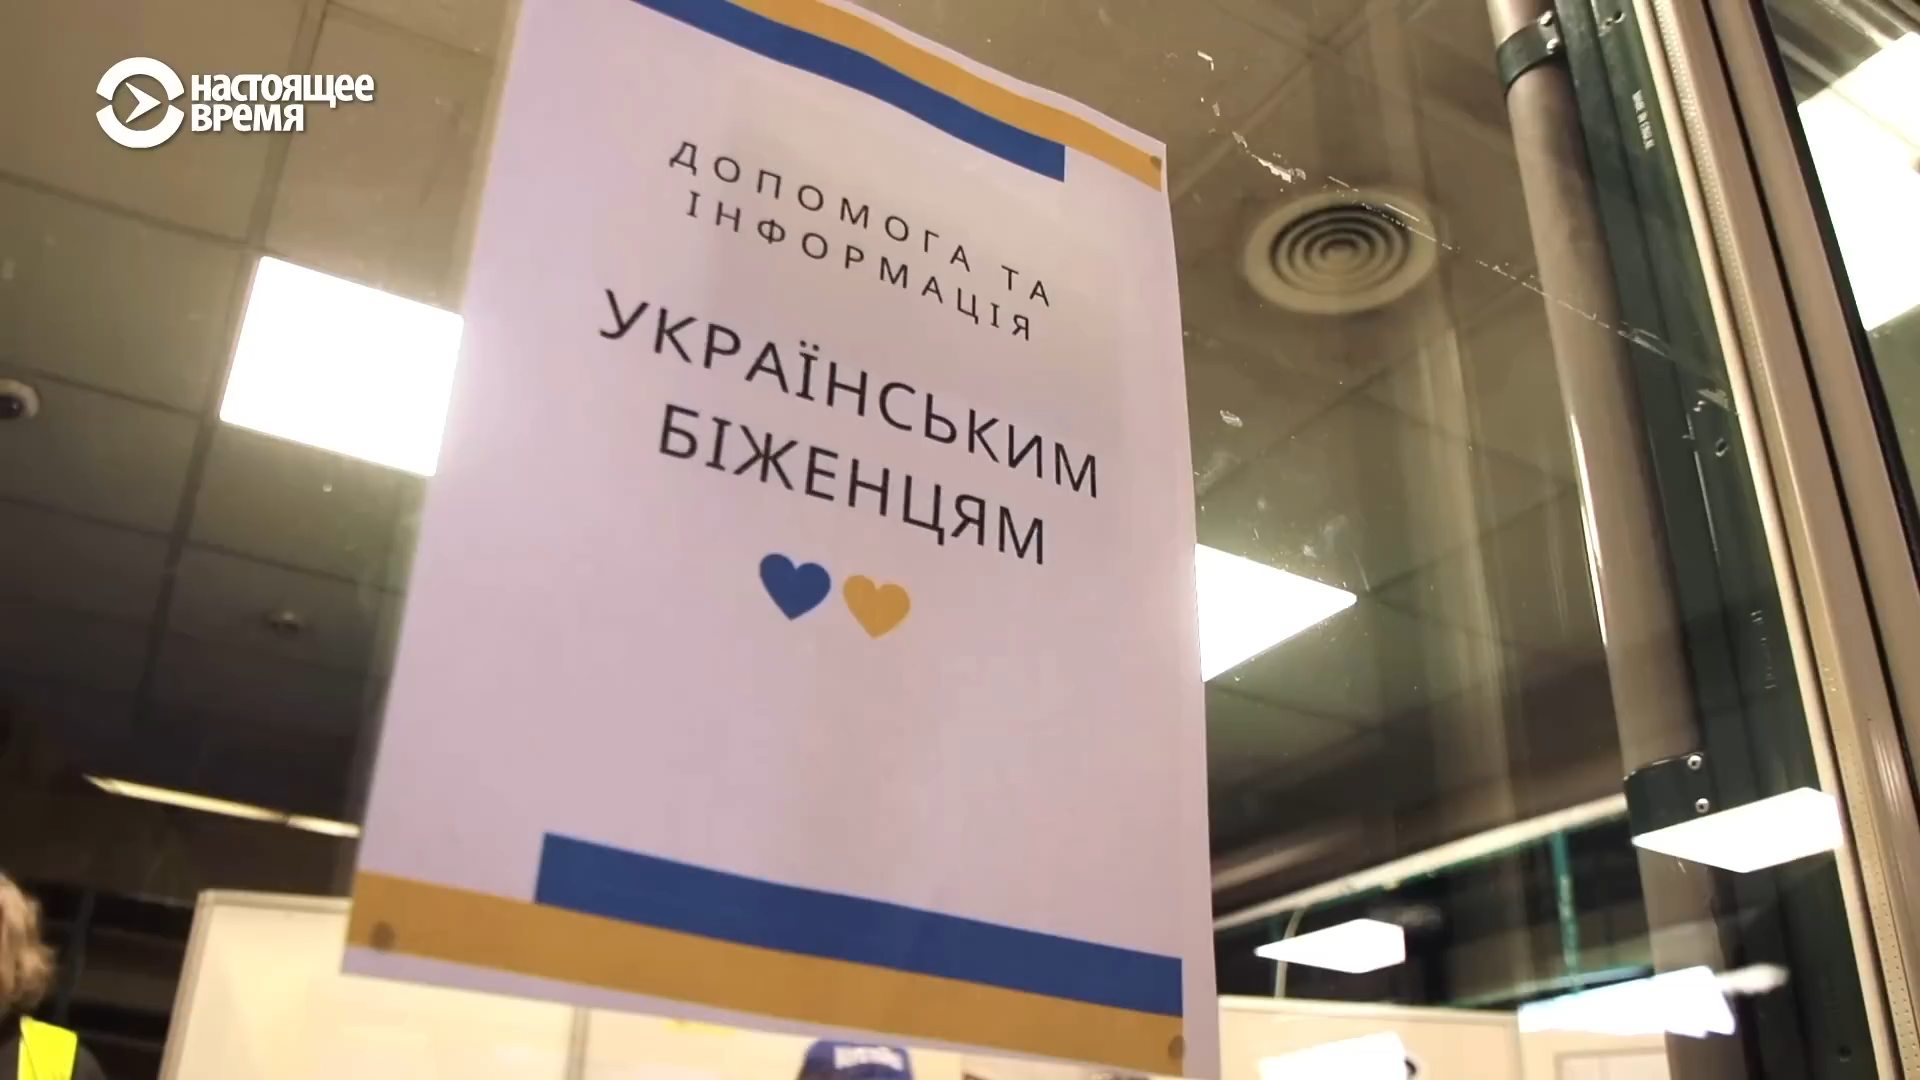 НАСТОЯЩЕЕ
ВРЕМЯ
ДОПОМОГА ТА
ІНФОРМАЦІЯ
УКРАЇНСЬКИМ
БІЖЕНЦЯМ